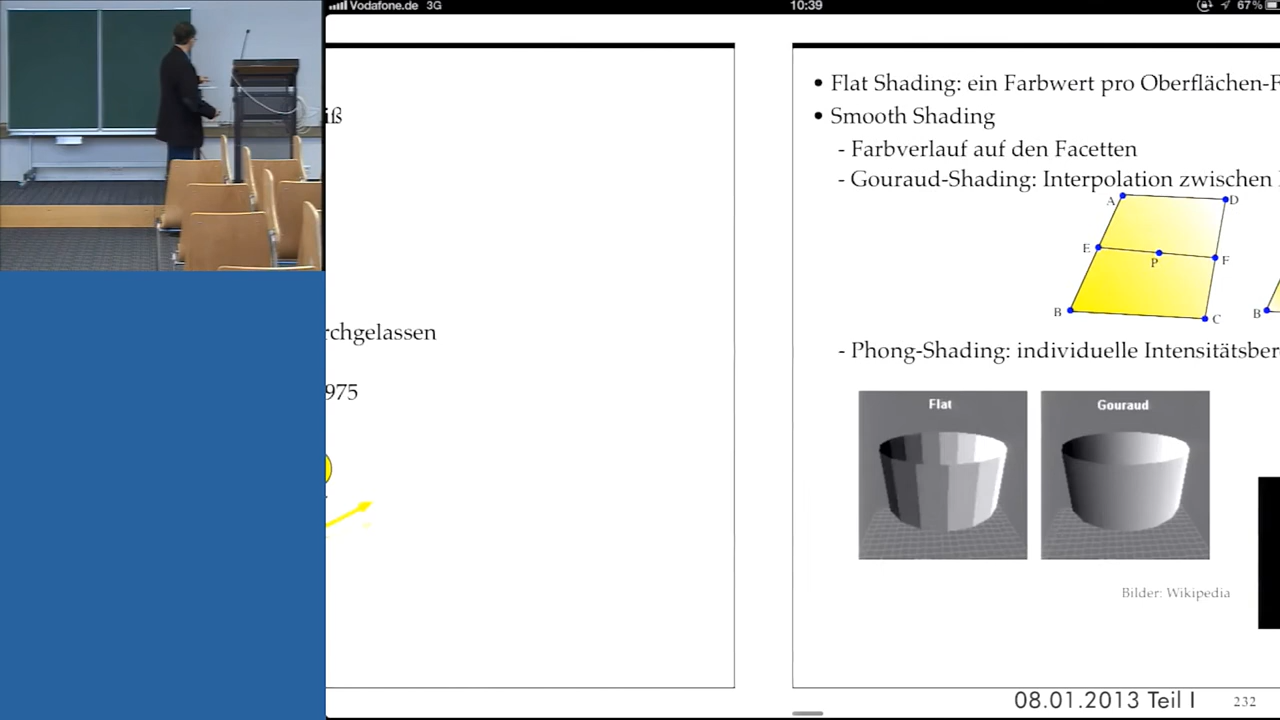 Vodafone.de 3G 10:39 67%
iß
rchgelassen
975
• Flat Shading: ein Farbwert pro Oberflächen-F
• Smooth Shading
- Farbverlauf auf den Facetten
- Gouraud-Shading: Interpolation zwischen
A D
E P F
B C B
- Phong-Shading: individuelle Intensitätsber
Flat Gouraud
Bilder: Wikipedia
08.01.2013 Teil I 232